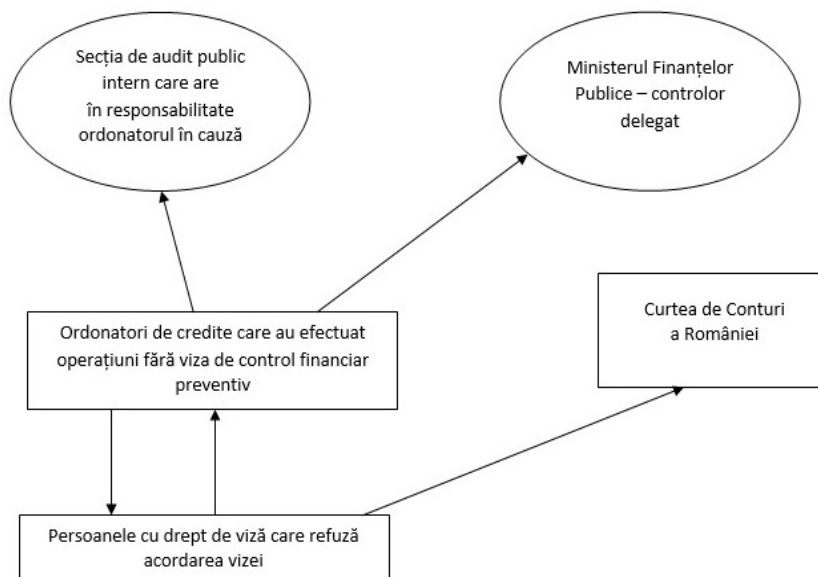 Secția de audit public
intern care are
în responsabilitate
ordonatorul în cauză
Ministerul Finanțelor
Publice – controlor
delegat
Ordonatori de credite care au efectuat
operațiuni fără viza de control financiar
preventiv
Curtea de Conturi
a României
Persoanele cu drept de viză care refuză
acordarea vizei